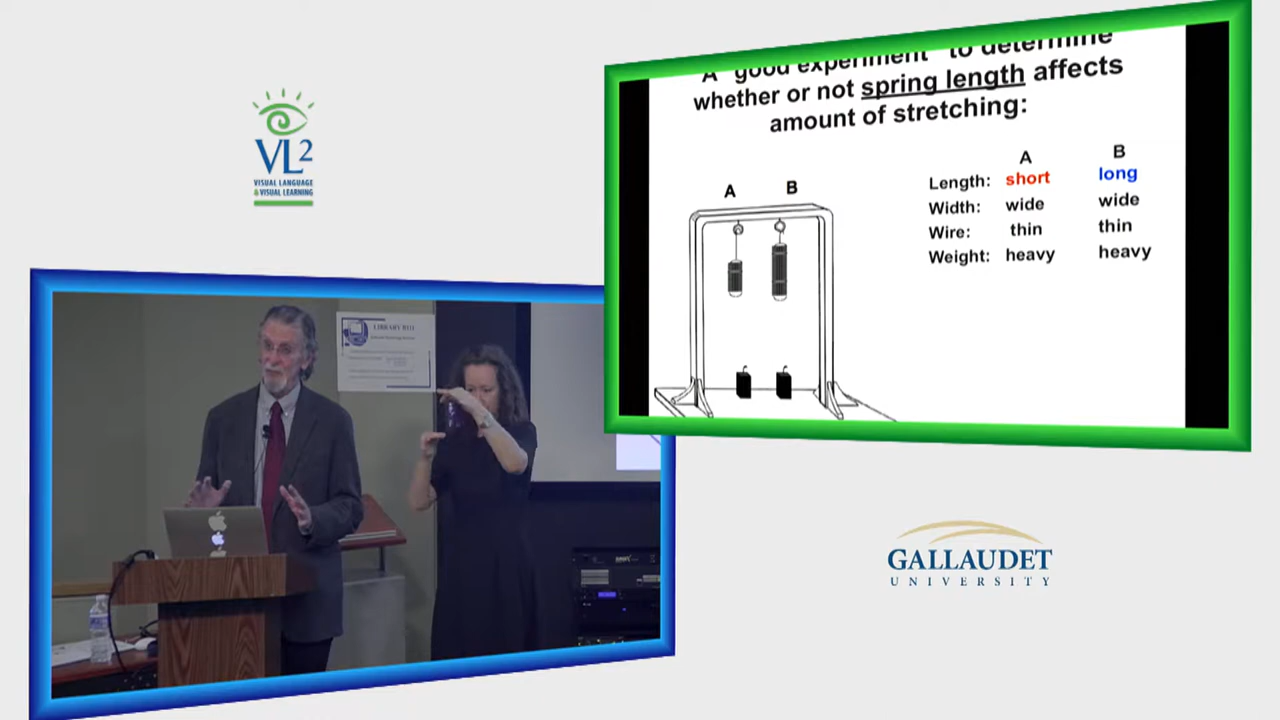 VL2
VISUAL LANGUAGE
& VISUAL LEARNING
A "good experiment" to determine
whether or not spring length affects
amount of stretching:
A B
Length: short long
Width: wide wide
Wire: thin thin
Weight: heavy heavy
A B
LIBRARY B111
GALLAUDET
UNIVERSITY